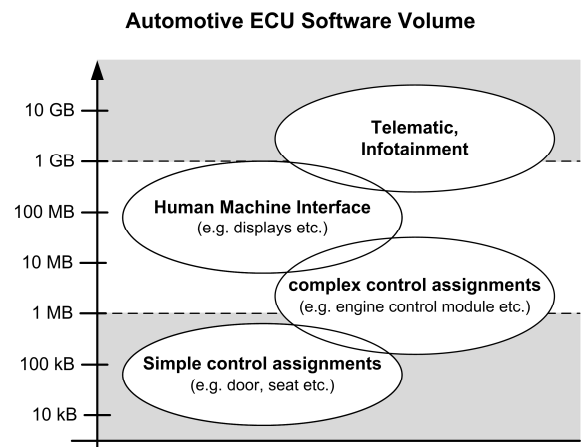 Automotive ECU Software Volume
10 GB
Telematic,
Infotainment
1 GB
100 MB
Human Machine Interface
(e.g. displays etc.)
10 MB
complex control assignments
(e.g. engine control module etc.)
1 MB
100 kB
Simple control assignments
(e.g. door, seat etc.)
10 kB